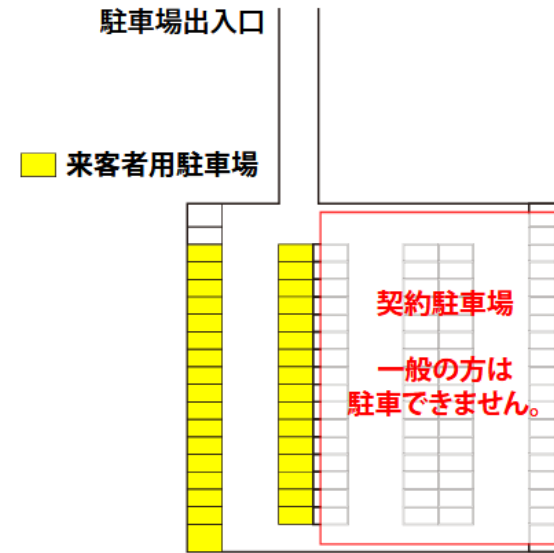 駐車場出入口
来客者用駐車場
契約駐車場
一般の方は
駐車できません。